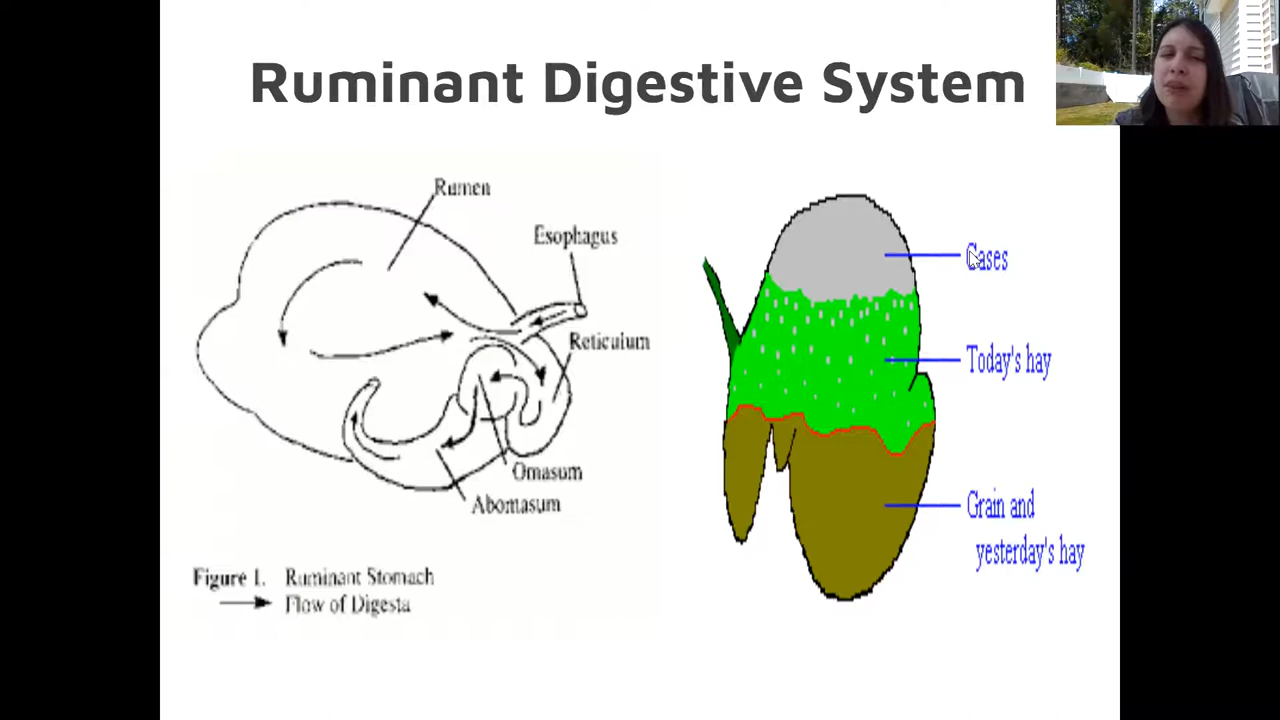 Ruminant Digestive System
Rumen
Esophagus
Reticulum
Omasum
Abomasum
Figure 1. Ruminant Stomach
Flow of Digesta
Gases
Today's hay
Grain and
yesterday's hay